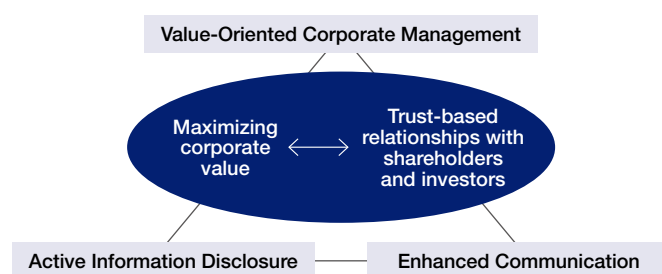 Value-Oriented Corporate Management
Maximizing
corporate
value
Trust-based
relationships with
shareholders
and investors
Active Information Disclosure
Enhanced Communication